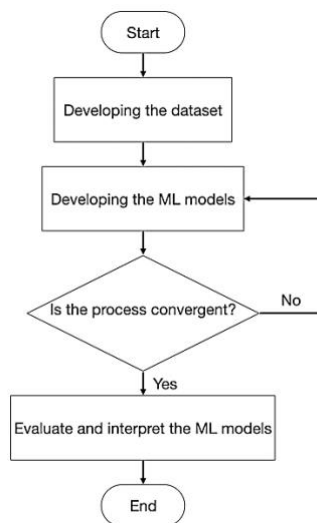 Start
Developing the dataset
Developing the ML models
Is the process convergent?
No
Yes
Evaluate and interpret the ML models
End